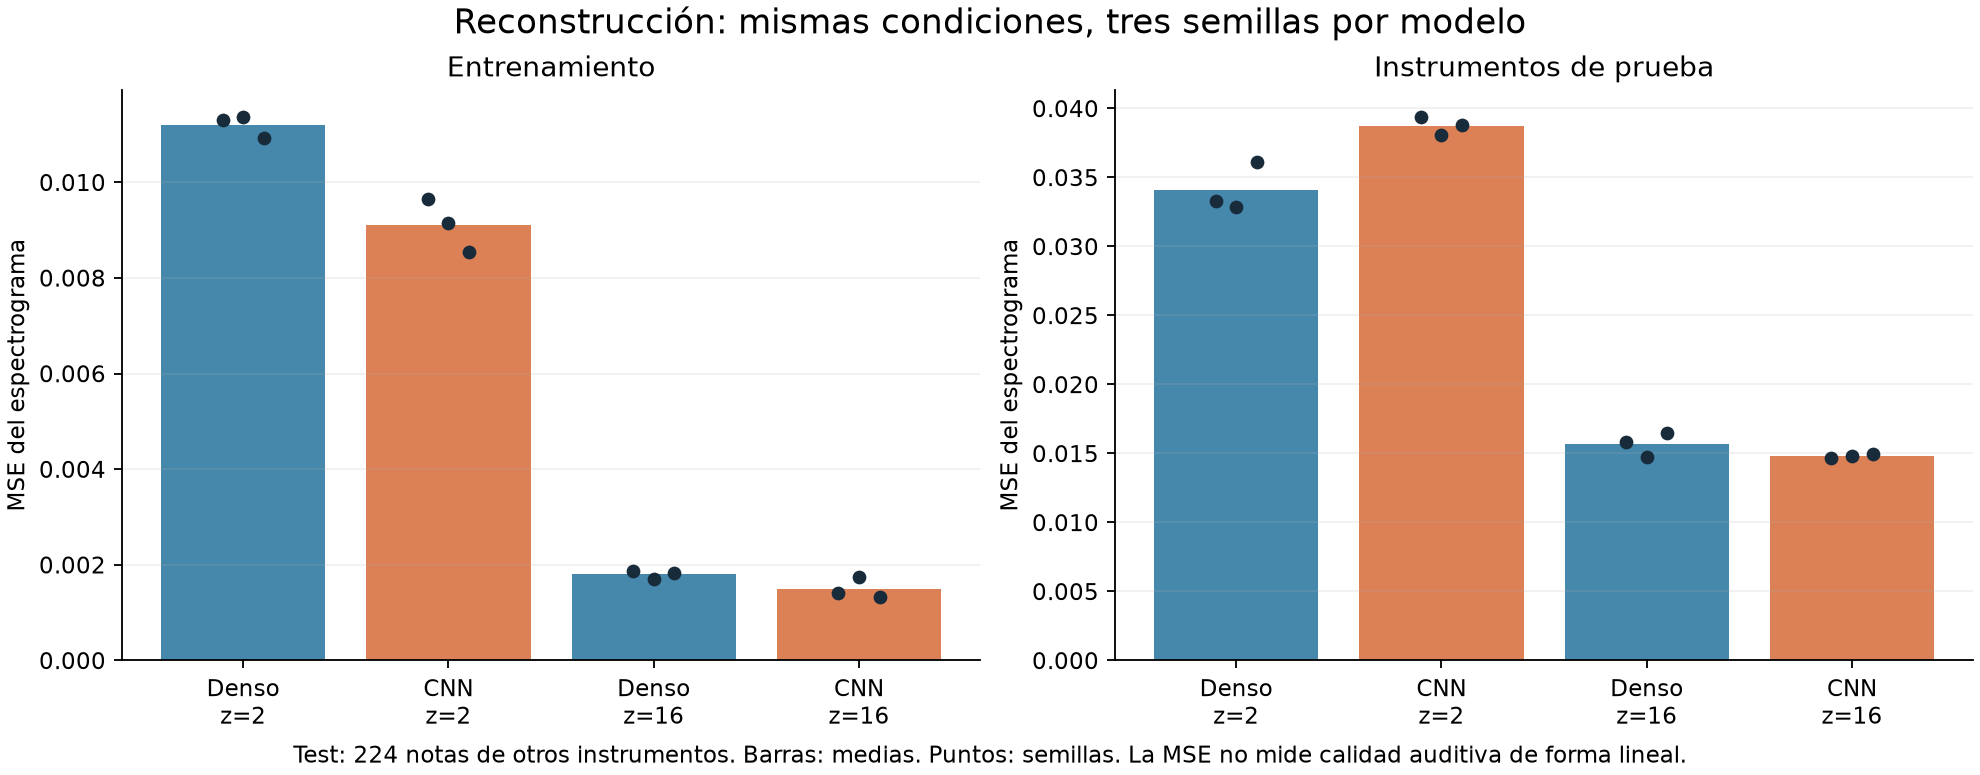 Reconstrucción: mismas condiciones, tres semillas por modelo
Entrenamiento
MSE del espectrograma
0.010
0.008
0.006
0.004
0.002
0.000
Denso
z=2
CNN
z=2
Denso
z=16
CNN
z=16
Instrumentos de prueba
MSE del espectrograma
0.040
0.035
0.030
0.025
0.020
0.015
0.010
0.005
0.000
Denso
z=2
CNN
z=2
Denso
z=16
CNN
z=16
Test: 224 notas de otros instrumentos. Barras: medias. Puntos: semillas. La MSE no mide calidad auditiva de forma lineal.